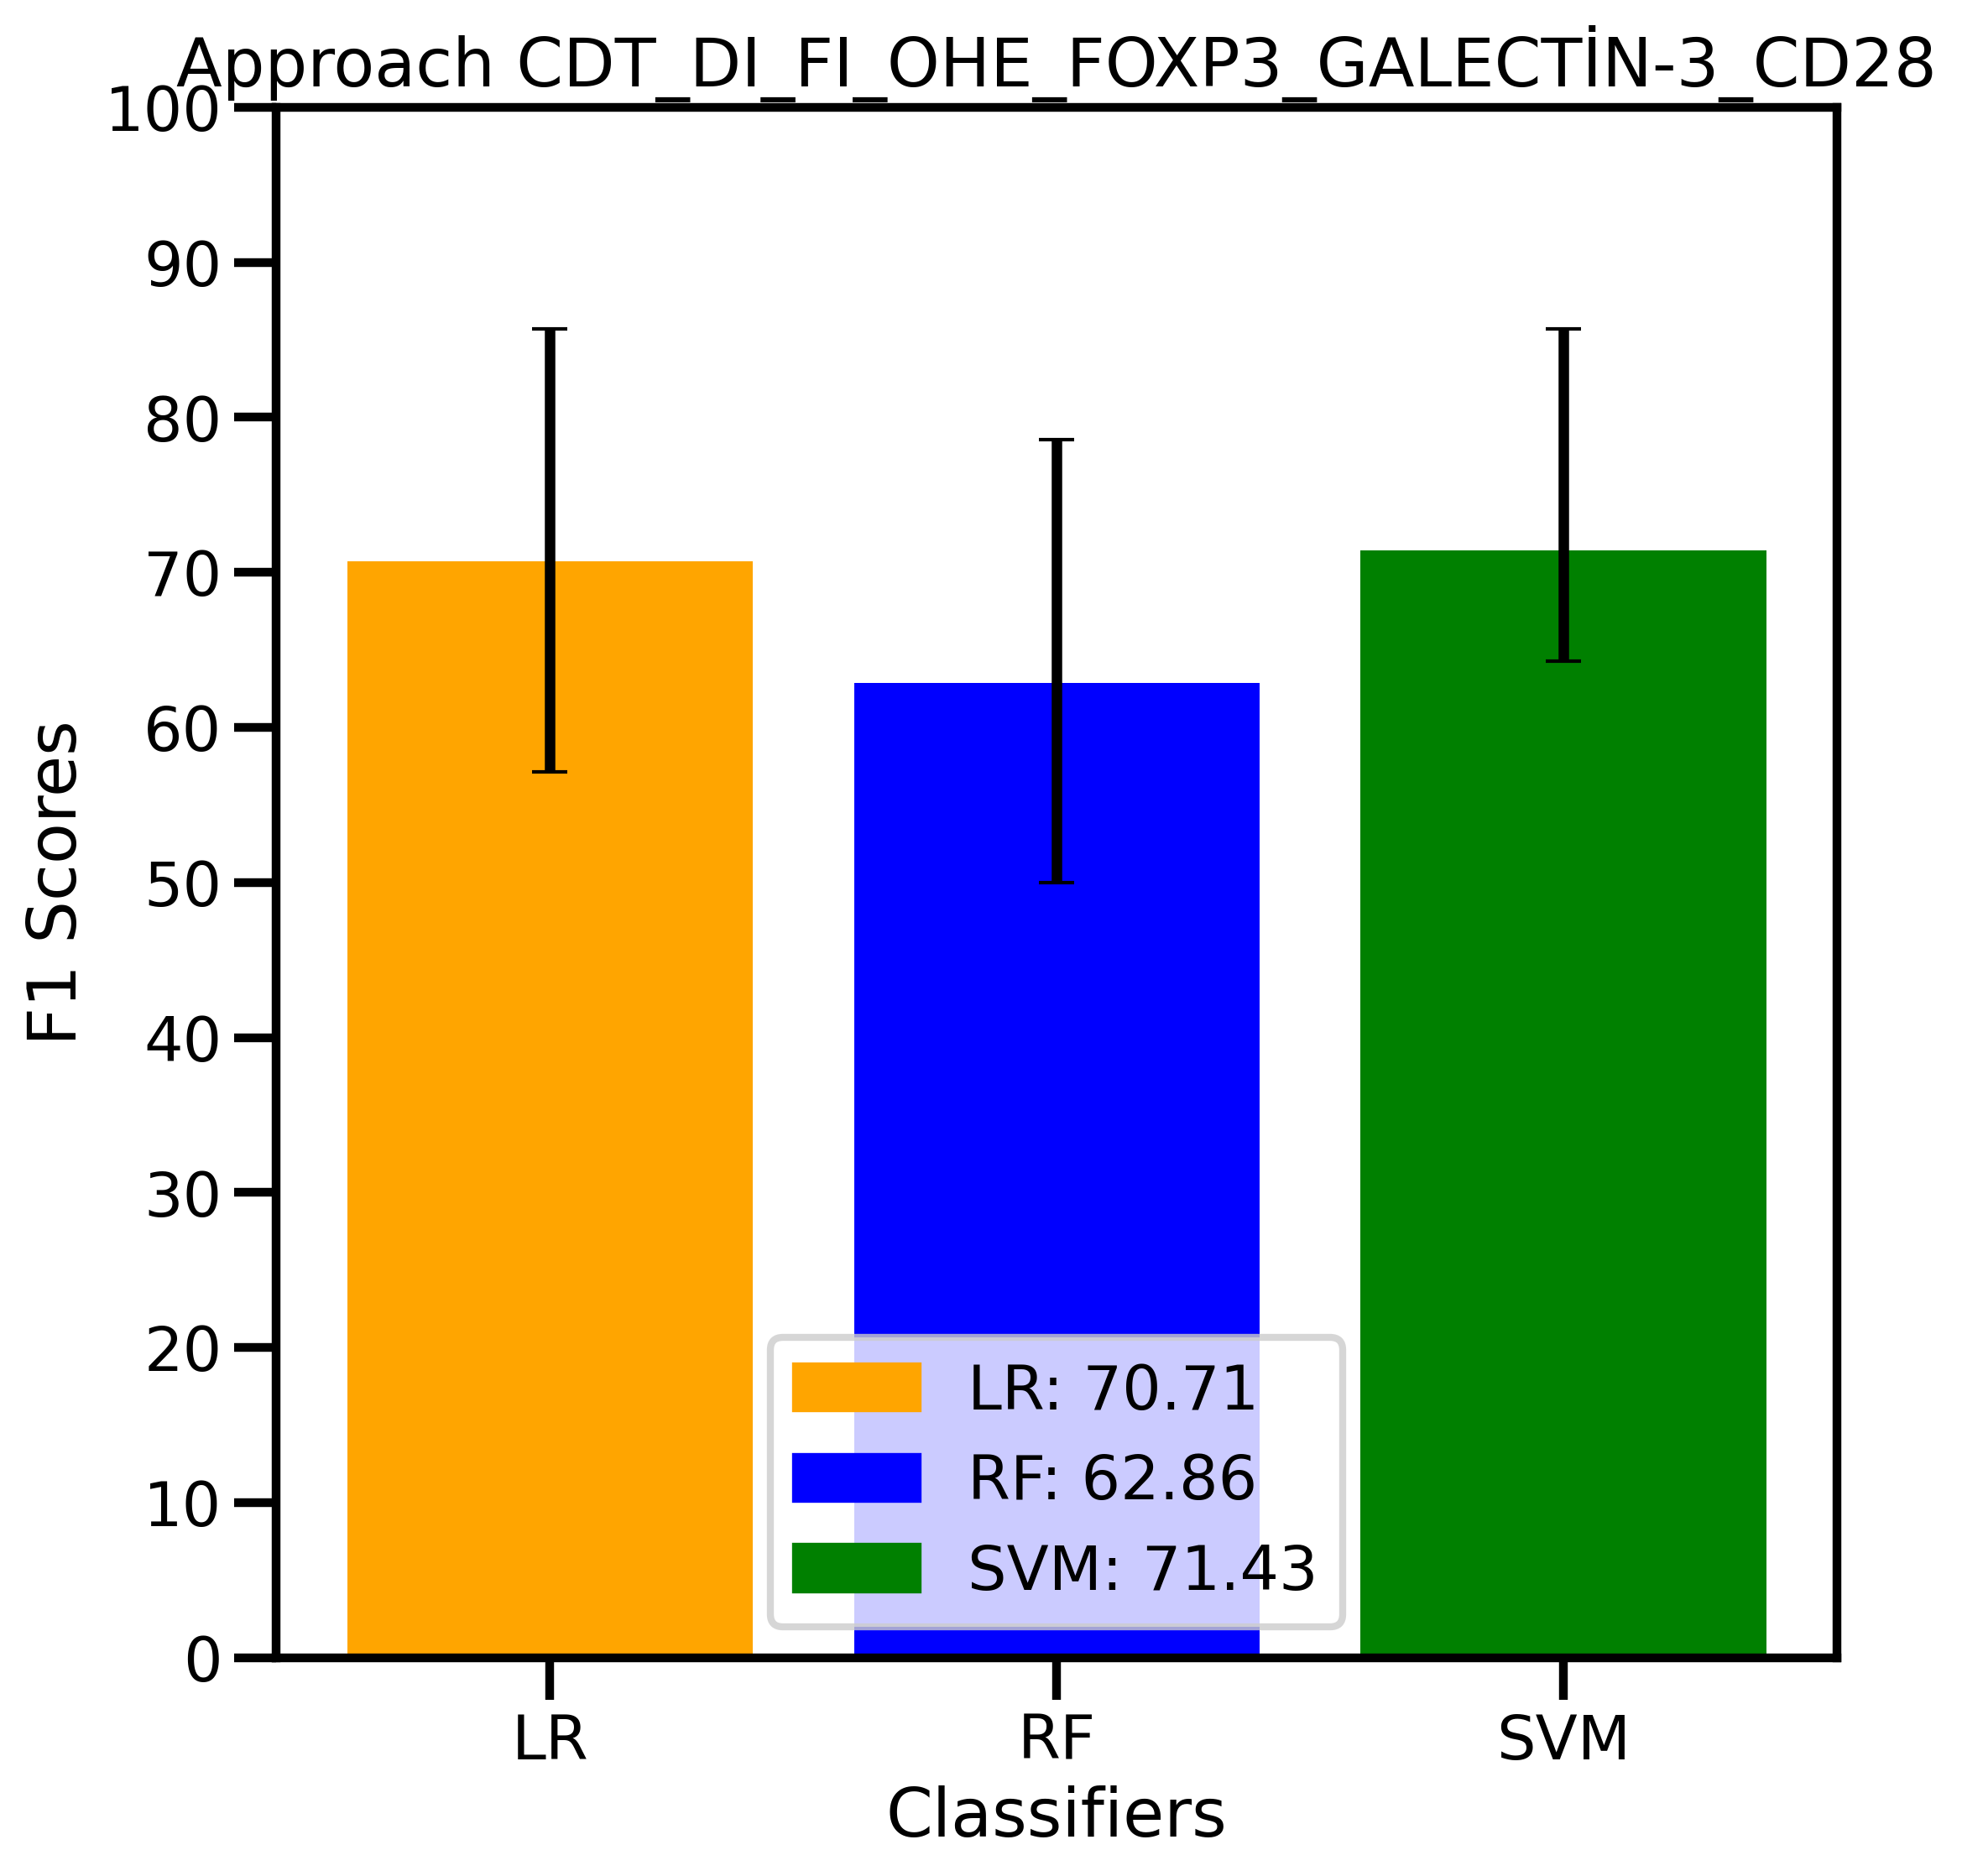 Approach CDT_DI_FI_OHE_FOXP3_GALECTİN-3_CD28
100
90
80
70
60
50
40
30
20
10
0
F1 Scores
LR: 70.71
RF: 62.86
SVM: 71.43
LR
RF
SVM
Classifiers